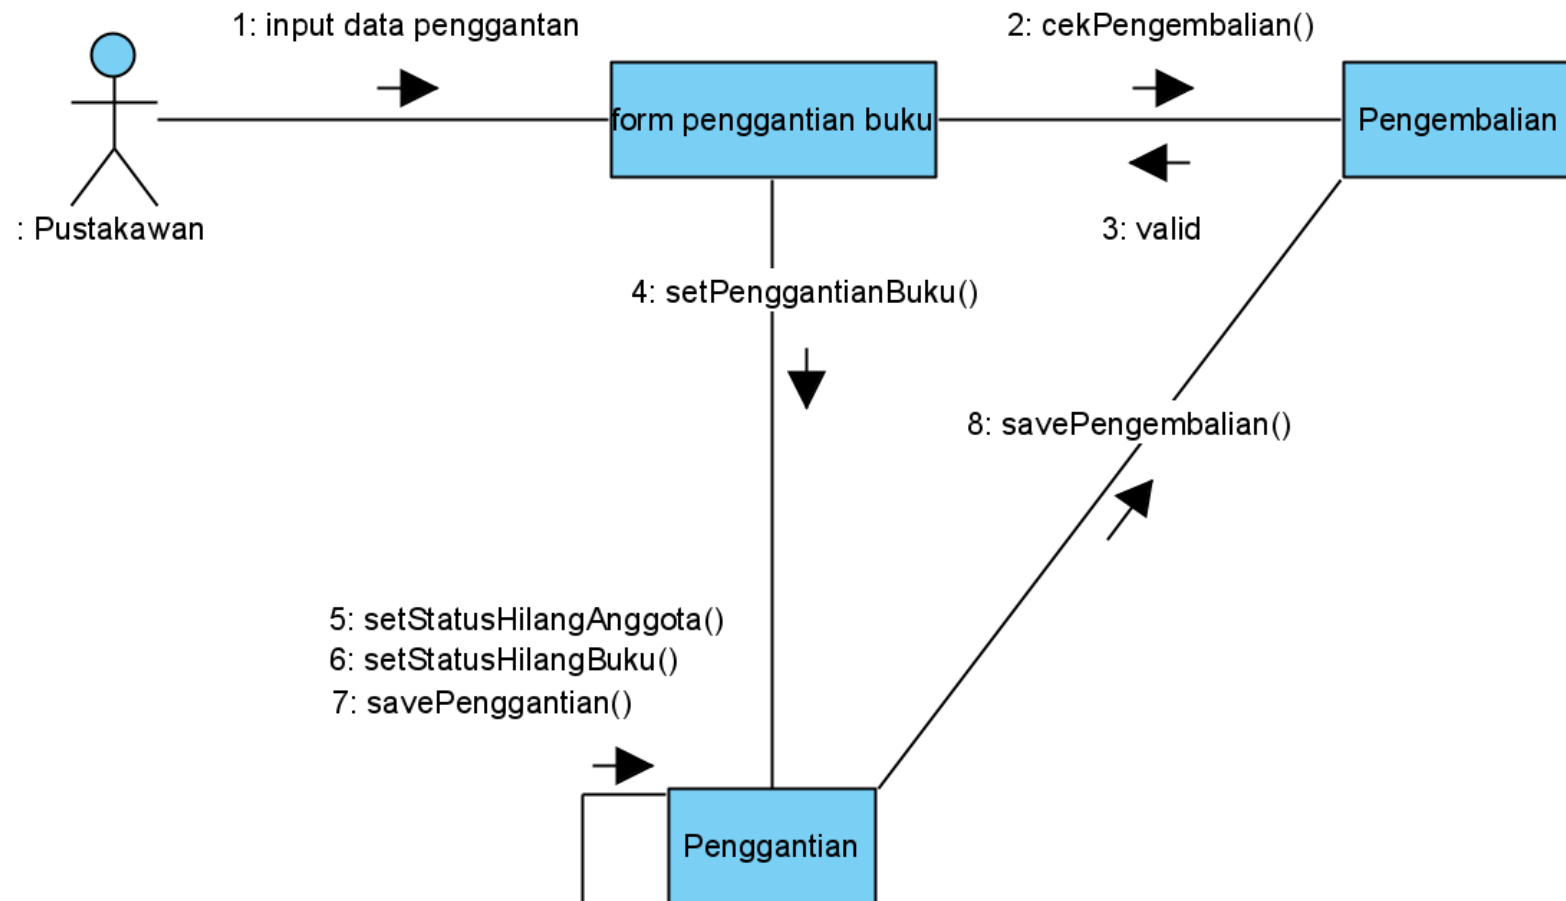 1: input data penggantan
2: cekPengembalian()
form penggantian buku
Pengembalian
: Pustakawan
3: valid
4: setPenggantianBuku()
8: savePengembalian()
5: setStatusHilangAnggota()
6: setStatusHilangBuku()
7: savePenggantian()
Penggantian